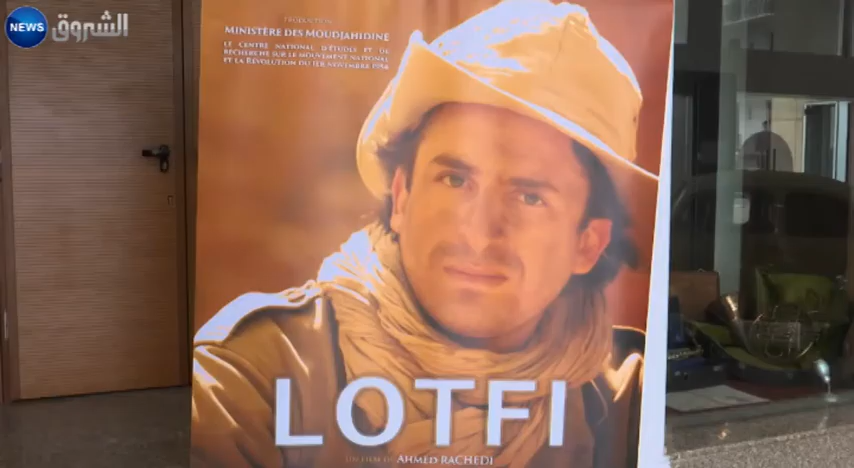 NEWS الشروق
PRODUCTION
MINISTÈRE DES MOUDJAHIDINE
LE CENTRE NATIONAL D'ÉTUDES ET DE
RECHERCHE SUR LE MOUVEMENT NATIONAL
ET LA RÉVOLUTION DU 1ER NOVEMBRE 1954
LOTFI
UN FILM DE AHMED RACHEDI